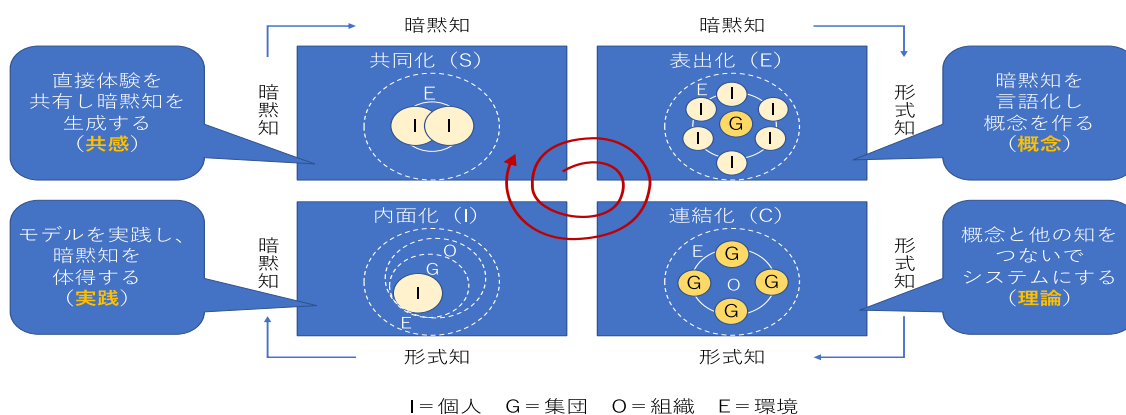 暗黙知
暗黙知
直接体験を
共有し暗黙知を
生成する
（共感）
暗黙知
共同化（S）
E
I
I
表出化（E）
E
I
I
I
G
I
I
I
形式知
暗黙知を
言語化し
概念を作る
（概念）
モデルを実践し、
暗黙知を
体得する
（実践）
暗黙知
内面化（I）
O
G
I
E
連結化（C）
E
G
G
O
G
G
形式知
概念と他の知を
つないで
システムにする
（理論）
形式知
形式知
I＝個人　G＝集団　O＝組織　E＝環境